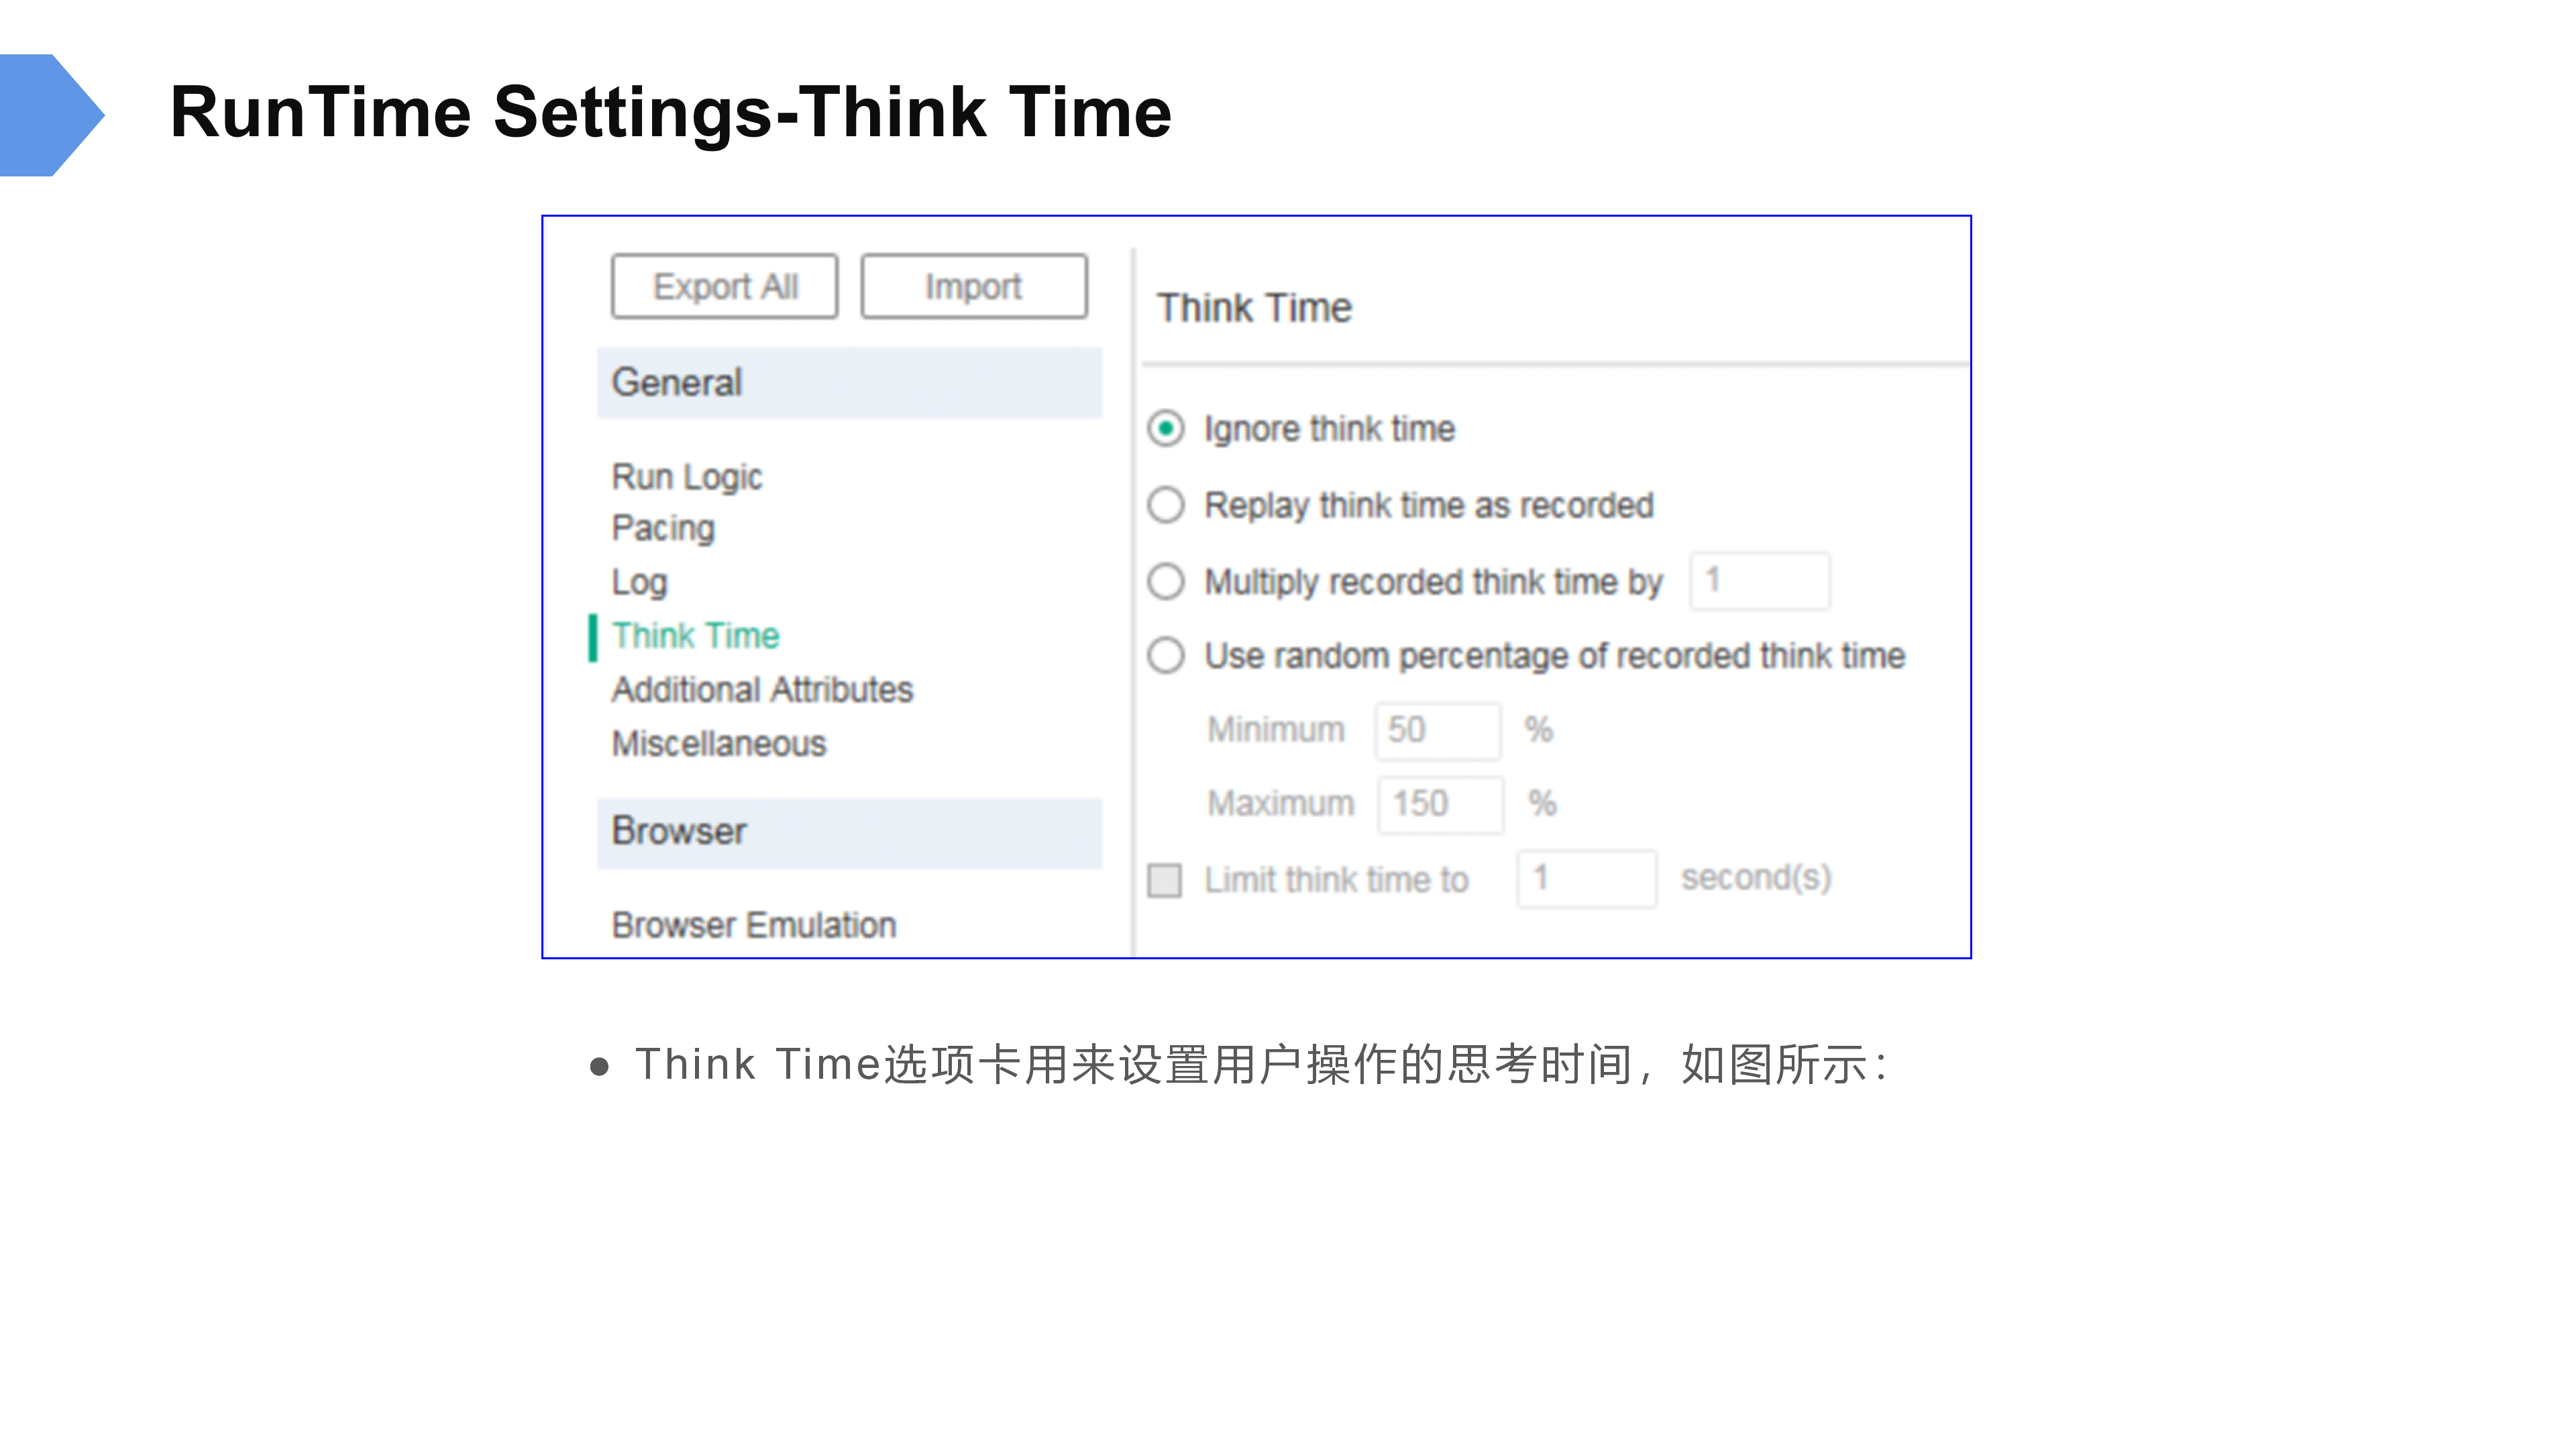 RunTime Settings-Think Time
Export All
Import
General
Run Logic
Pacing
Log
Think Time
Additional Attributes
Miscellaneous
Browser
Browser Emulation
Think Time
Ignore think time
Replay think time as recorded
Multiply recorded think time by 1
Use random percentage of recorded think time
Minimum 50 %
Maximum 150 %
Limit think time to 1 second(s)
● Think Time选项卡用来设置用户操作的思考时间，如图所示：